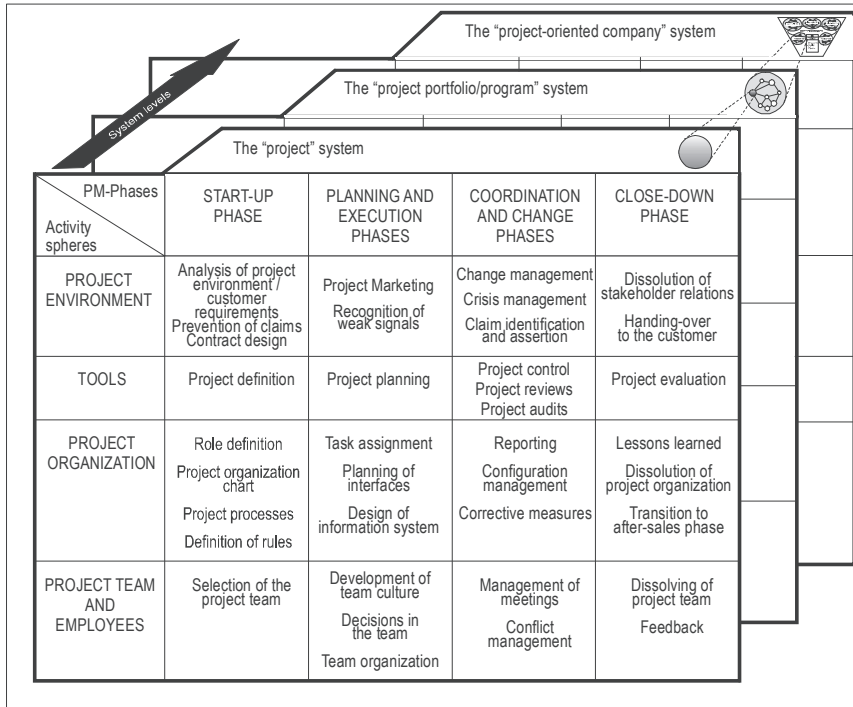 The “project-oriented company” system
The “project portfolio/program” system
System levels
The “project” system
PM-Phases
Activity
spheres
START-UP
PHASE
PLANNING AND
EXECUTION
PHASES
COORDINATION
AND CHANGE
PHASES
CLOSE-DOWN
PHASE
PROJECT
ENVIRONMENT
Analysis of project
environment /
customer
requirements
Prevention of claims
Contract design
Project Marketing
Recognition of
weak signals
Change management
Crisis management
Claim identification
and assertion
Dissolution of
stakeholder relations
Handing-over
to the customer
TOOLS
Project definition
Project planning
Project control
Project reviews
Project audits
Project evaluation
PROJECT
ORGANIZATION
Role definition
Project organization
chart
Project processes
Definition of rules
Task assignment
Planning of
interfaces
Design of
information system
Reporting
Configuration
management
Corrective measures
Lessons learned
Dissolution of
project organization
Transition to
after-sales phase
PROJECT TEAM
AND
EMPLOYEES
Selection of the
project team
Development of
team culture
Decisions in
the team
Team organization
Management of
meetings
Conflict
management
Dissolving of
project team
Feedback